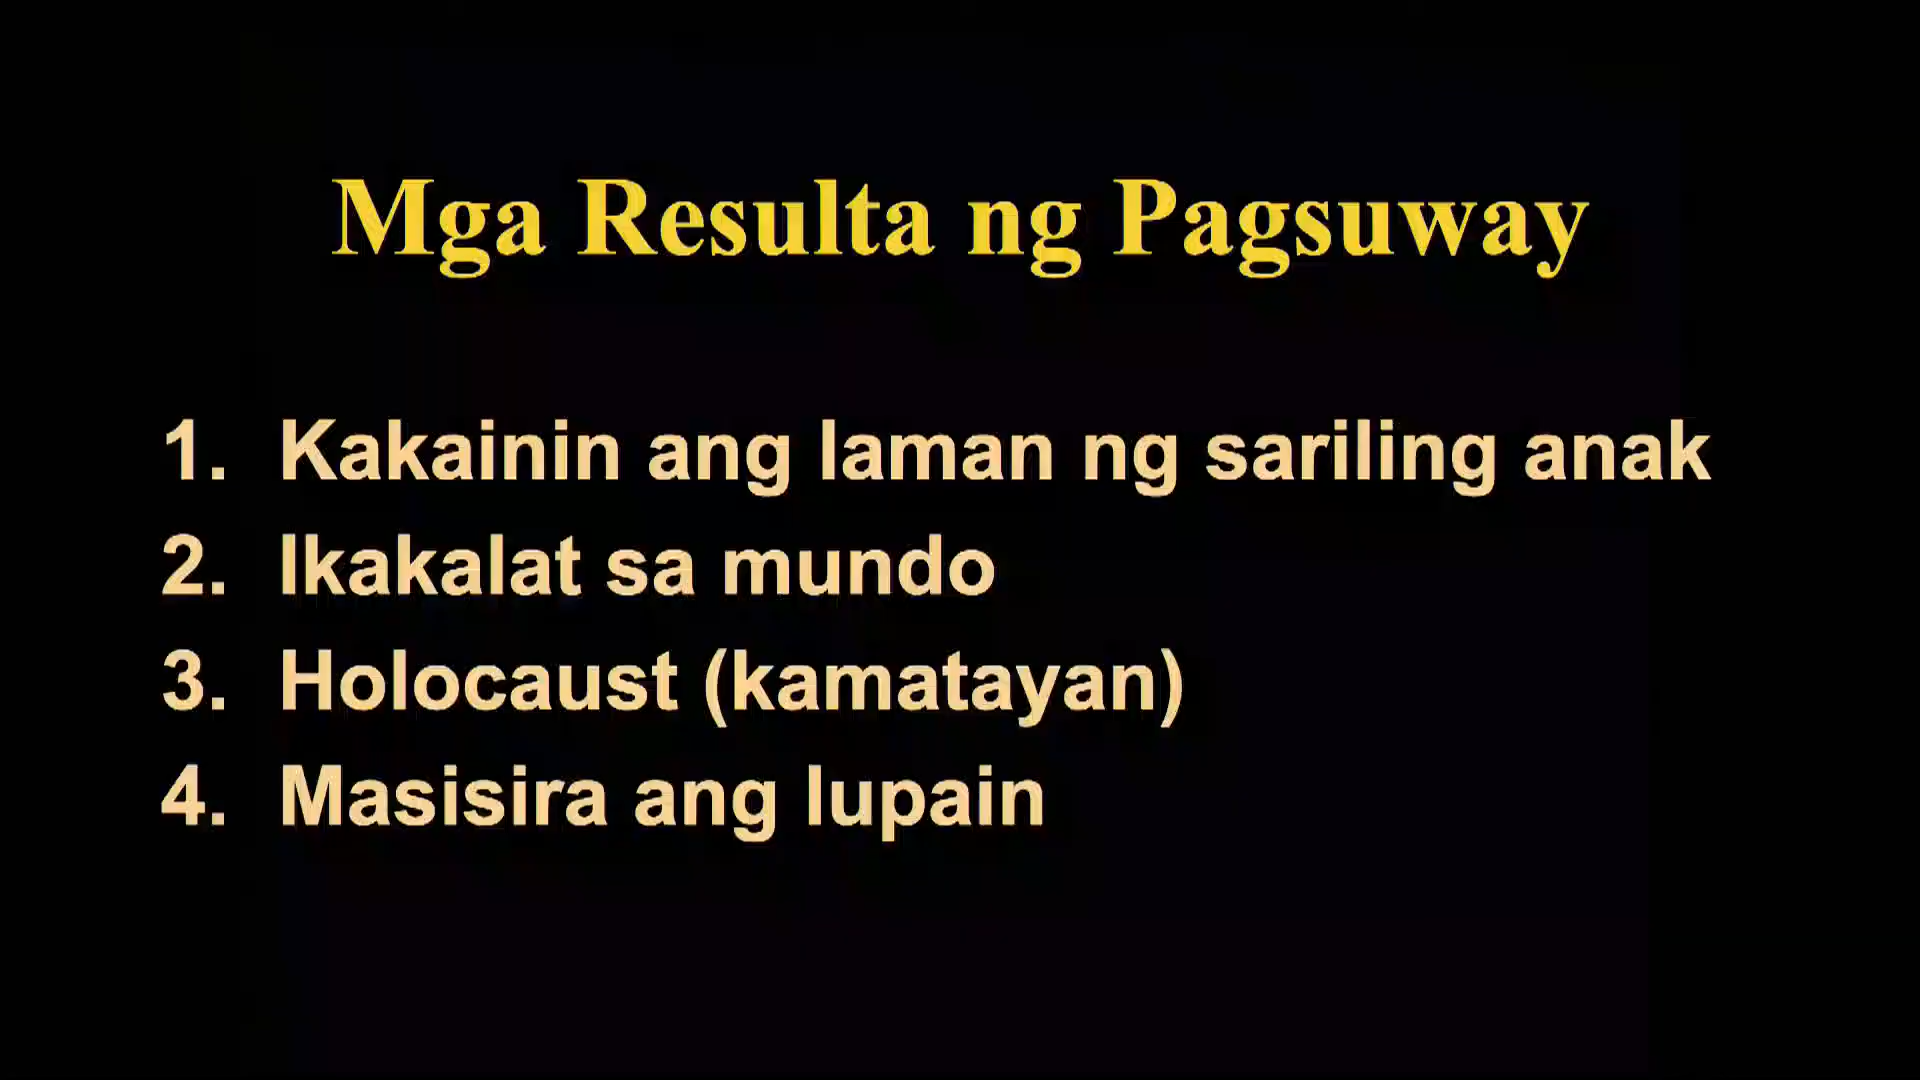 Mga Resulta ng Pagsuway
1. Kakainin ang laman ng sariling anak
2. Ikakalat sa mundo
3. Holocaust (kamatayan)
4. Masisira ang lupain